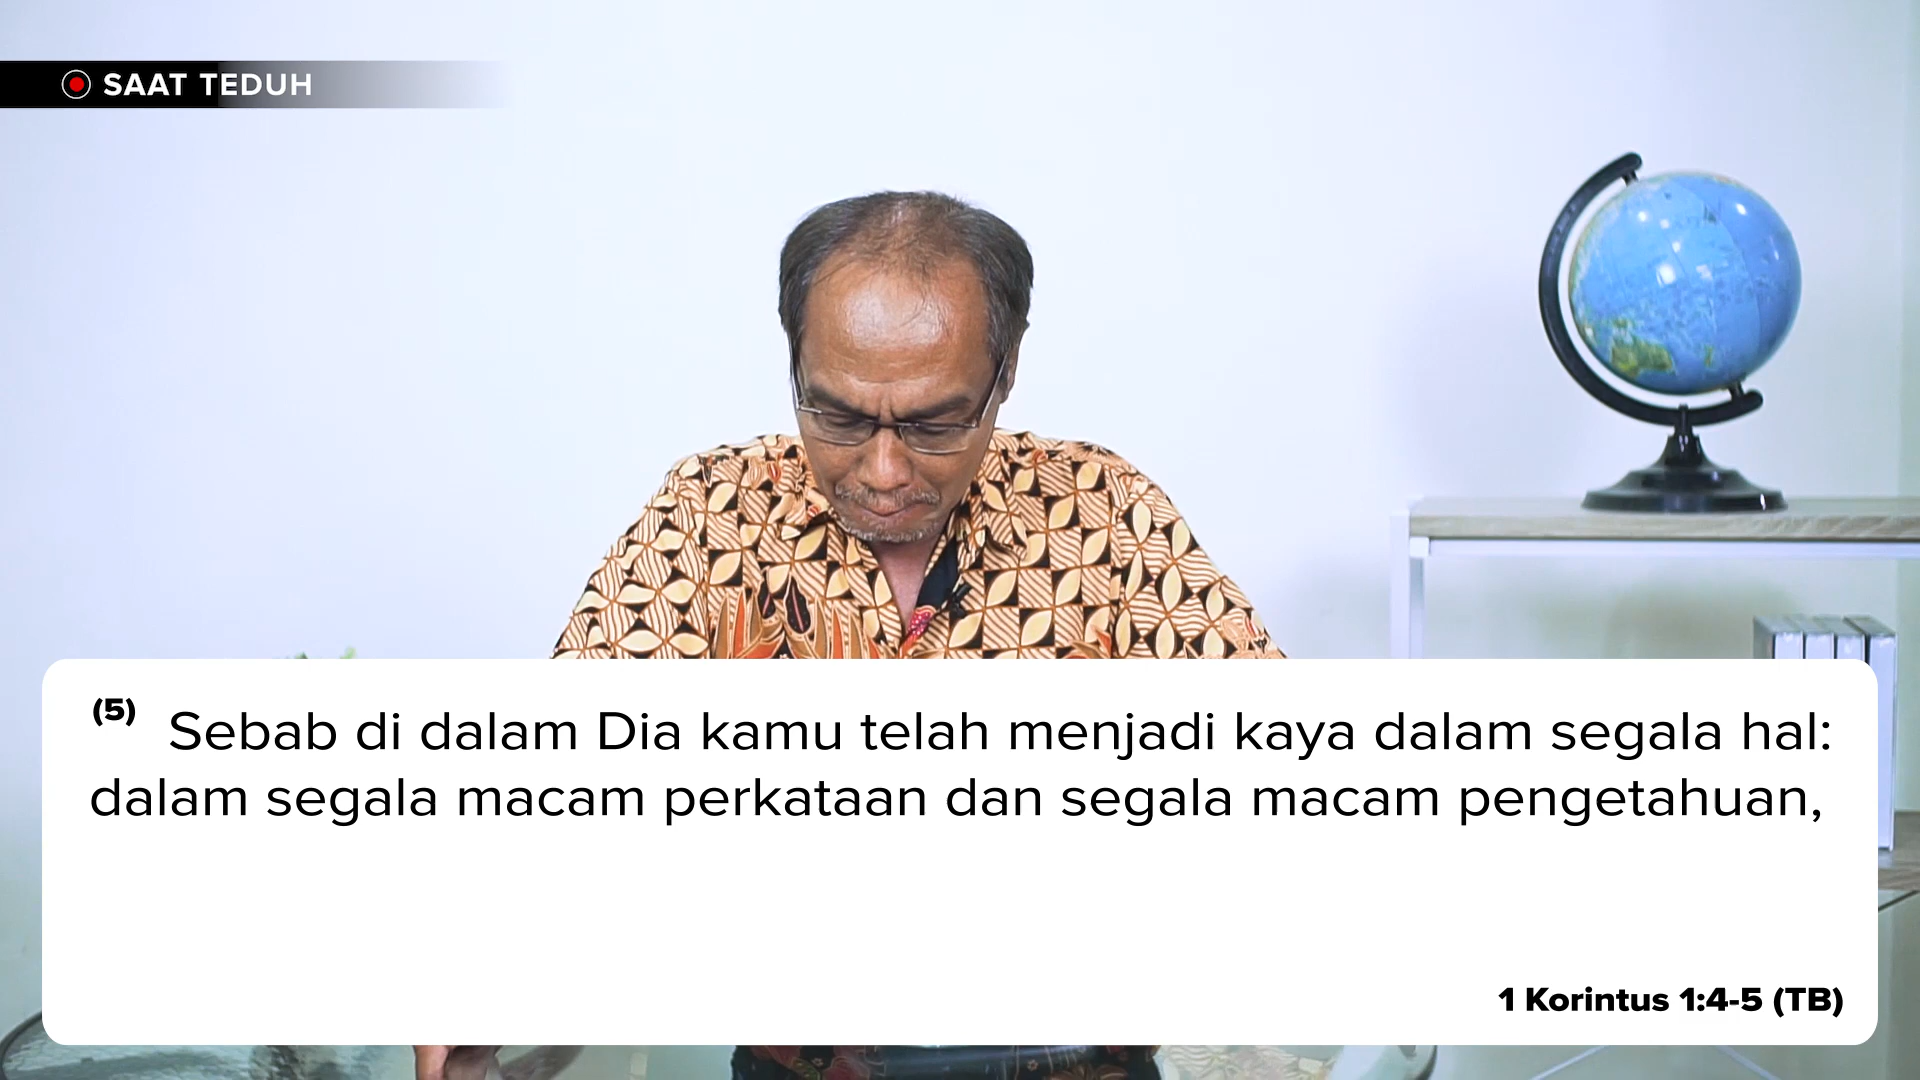 SAAT TEDUH
(5) Sebab di dalam Dia kamu telah menjadi kaya dalam segala hal:
dalam segala macam perkataan dan segala macam pengetahuan,
1 Korintus 1:4-5 (TB)